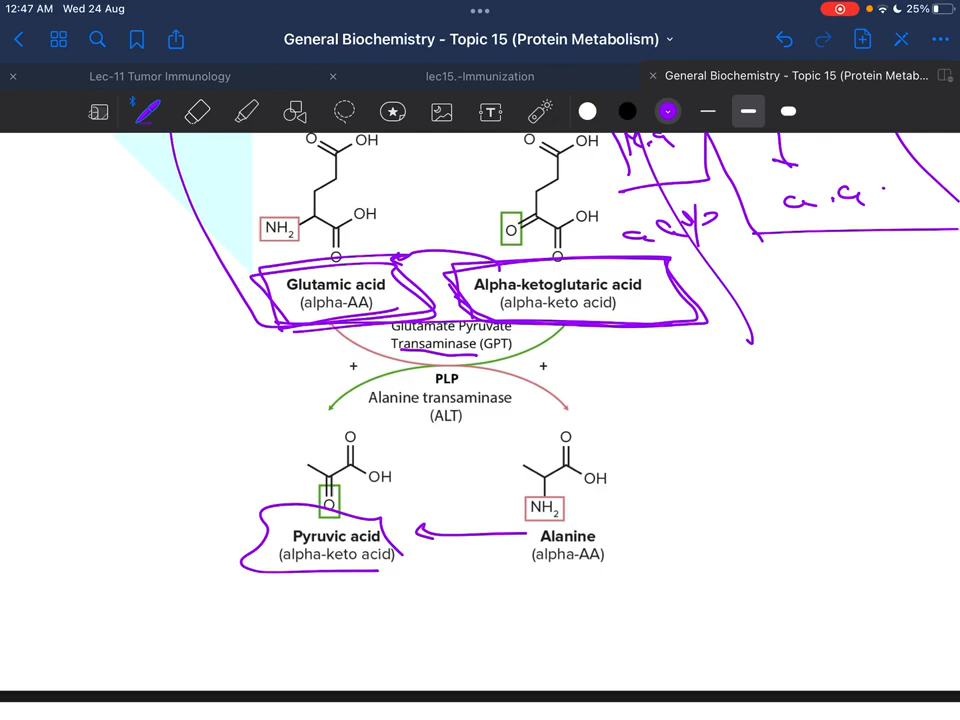 12:47 AM Wed 24 Aug
25%
General Biochemistry - Topic 15 (Protein Metabolism)
Lec-11 Tumor Immunology
lec15.-Immunization
General Biochemistry - Topic 15 (Protein Metab...
O OH
O OH
NH2 OH
O
O OH
O
a.a.
Glutamic acid
(alpha-AA)
Alpha-ketoglutaric acid
(alpha-keto acid)
Glutamate Pyruvate
Transaminase (GPT)
+ +
PLP
Alanine transaminase
(ALT)
O
OH
O
O
OH
NH2
Pyruvic acid
(alpha-keto acid)
Alanine
(alpha-AA)